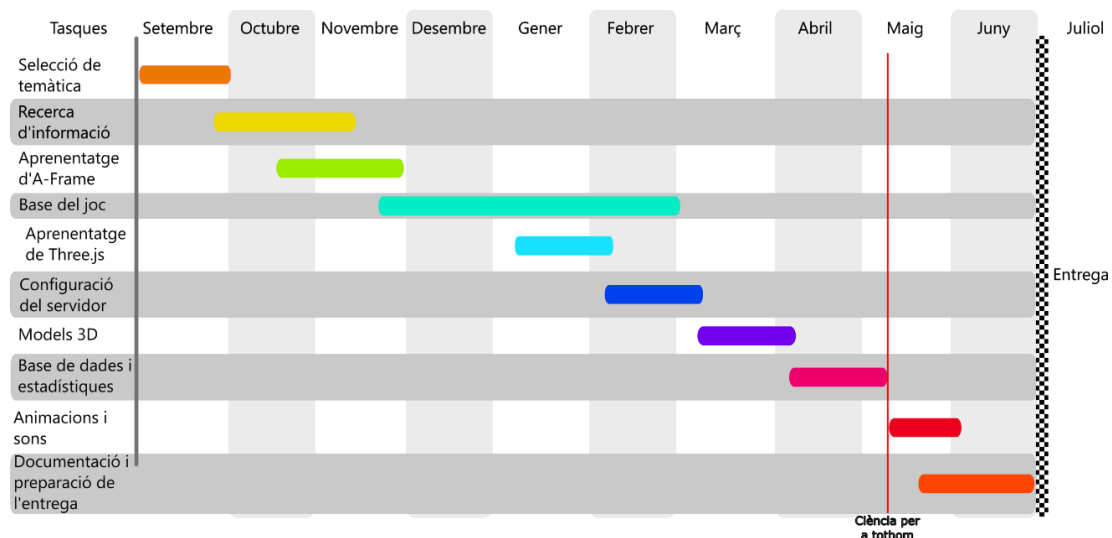 Tasques Setembre Octubre Novembre Desembre Gener Febrer Març Abril Maig Juny Juliol
Selecció de
temàtica
Recerca
d'informació
Aprenentatge
d'A-Frame
Base del joc
Aprenentatge
de Three.js
Entrega
Configuració
del servidor
Models 3D
Base de dades i
estadístiques
Animacions i
sons
Documentació i
preparació de
l'entrega
Ciència per
a tothom